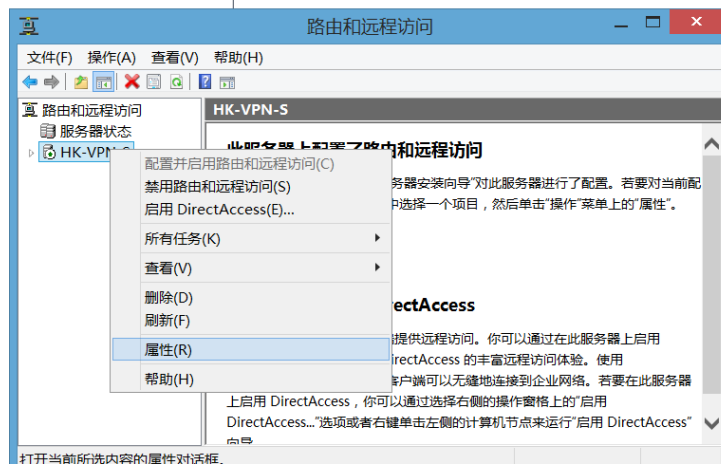 路由和远程访问
文件(F) 操作(A) 查看(V) 帮助(H)
路由和远程访问
服务器状态
HK-VPN-S
HK-VPN-S
此服务器上配置了路由和远程访问
务器安装向导"对此服务器进行了配置。若要对当前配
中选择一个项目，然后单击"操作"菜单上的"属性"。
配置并启用路由和远程访问(C)
禁用路由和远程访问(S)
启用 DirectAccess(E)...
所有任务(K)
查看(V)
删除(D)
刷新(F)
属性(R)
帮助(H)
ectAccess
提供远程访问。你可以通过在此服务器上启用
irectAccess 的丰富远程访问体验。使用
客户端可以无缝地连接到企业网络。若要在此服务器
上启用 DirectAccess，你可以通过选择右侧的操作窗格上的"启用
DirectAccess..."选项或者右键单击左侧的计算机节点来运行"启用 DirectAccess"
向导
打开当前所选内容的属性对话框。